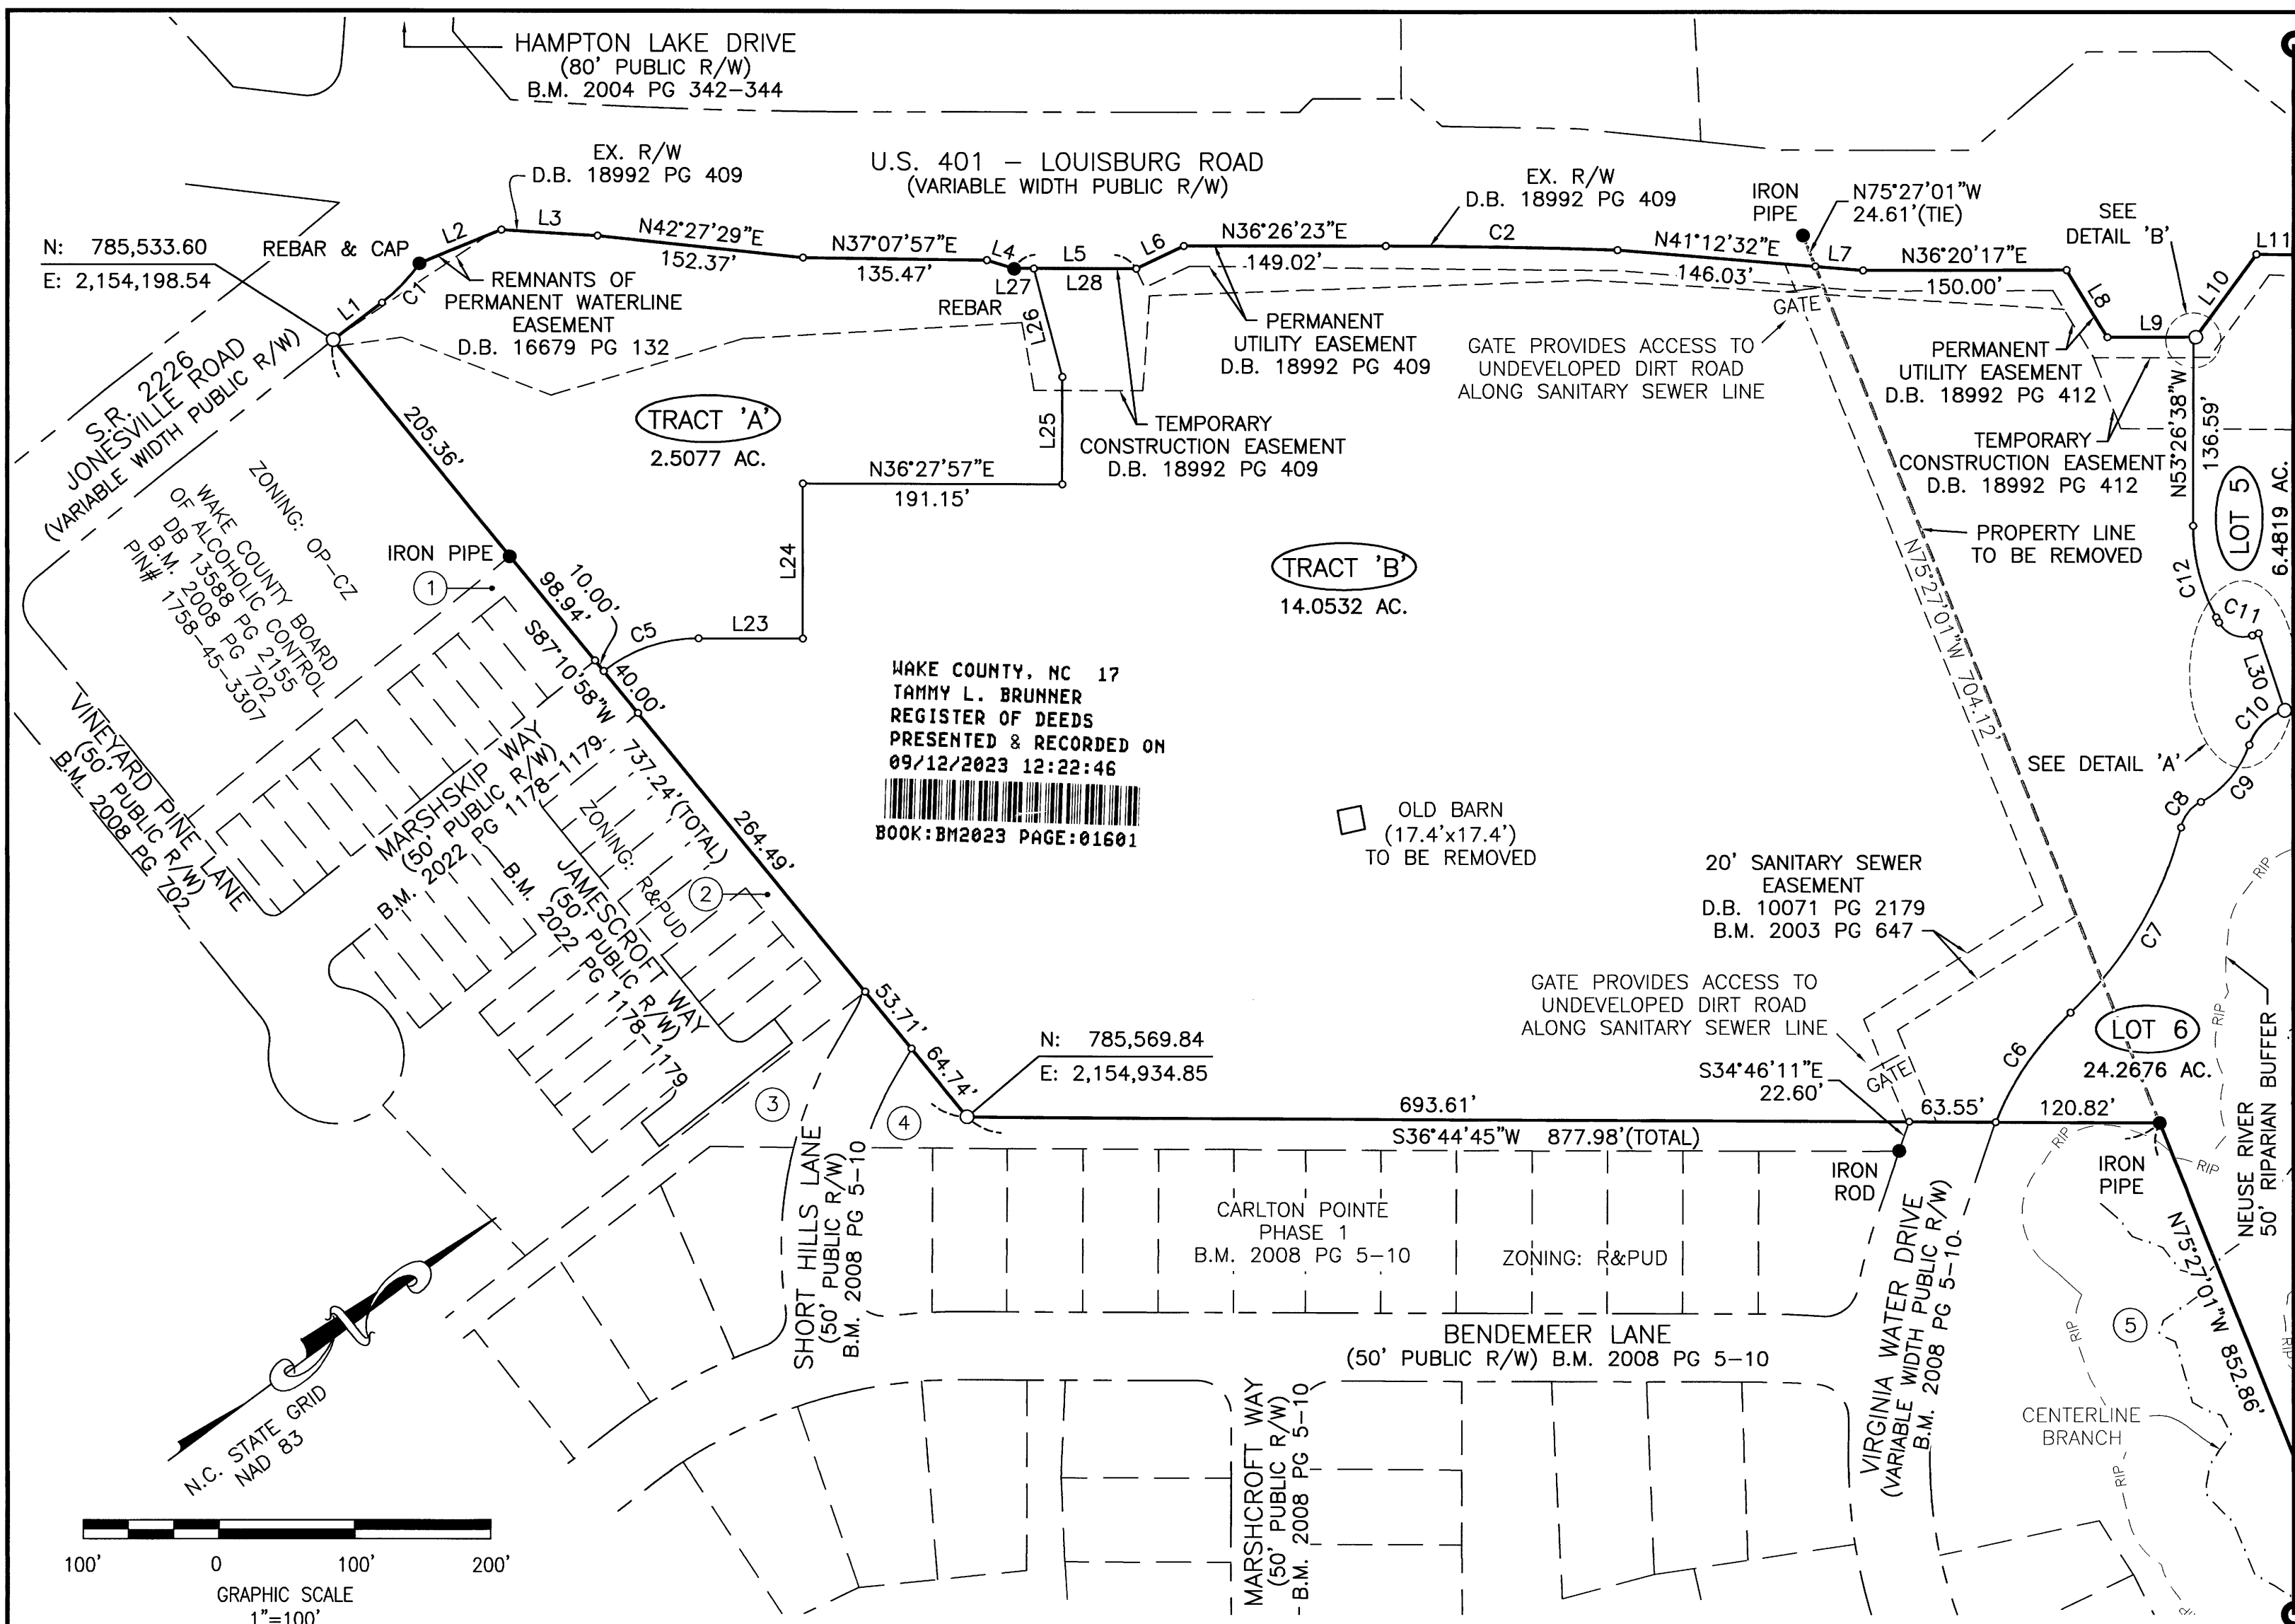 HAMPTON LAKE DRIVE
(80' PUBLIC R/W)
B.M. 2004 PG 342-344
EX. R/W
D.B. 18992 PG 409
U.S. 401 - LOUISBURG ROAD
(VARIABLE WIDTH PUBLIC R/W)
EX. R/W
D.B. 18992 PG 409
IRON
PIPE
N75°27'01"W
24.61'(TIE)
SEE
DETAIL 'B'
L11
N: 785,533.60
E: 2,154,198.54
REBAR & CAP
L1
C1
L2
L3
N42°27'29"E
152.37'
N37°07'57"E
135.47'
L4
L5
L27
L28
L6
N36°26'23"E
149.02'
C2
N41°12'32"E
146.03'
L7
N36°20'17"E
150.00'
L8
L9
L10
REMNANTS OF
PERMANENT WATERLINE
EASEMENT
D.B. 16679 PG 132
REBAR
L26
L25
PERMANENT
UTILITY EASEMENT
D.B. 18992 PG 409
GATE
GATE PROVIDES ACCESS TO
UNDEVELOPED DIRT ROAD
ALONG SANITARY SEWER LINE
PERMANENT
UTILITY EASEMENT
D.B. 18992 PG 412
TEMPORARY
CONSTRUCTION EASEMENT
D.B. 18992 PG 412
N53°26'38"W
136.59'
LOT 5
6.4819 AC.
S.R. 2226
JONESVILLE ROAD
(VARIABLE WIDTH PUBLIC R/W)
205.36'
TRACT 'A'
2.5077 AC.
TEMPORARY
CONSTRUCTION EASEMENT
D.B. 18992 PG 409
N36°27'57"E
191.15'
L24
L23
PROPERTY LINE
TO BE REMOVED
N75°27'01"W 704.12'
TRACT 'B'
14.0532 AC.
C12
C11
L30
C10
C9
C8
C7
C6
SEE DETAIL 'A'
ZONING: OP-CZ
WAKE COUNTY BOARD
OF ALCOHOLIC CONTROL
DB 13588 PG 2155
B.M. 2008 PG 702
PIN# 1758-45-3307
IRON PIPE
1
98.94'
10.00'
C5
S87°10'58"W
737.24'(TOTAL)
40.00'
264.49'
WAKE COUNTY, NC 17
TAMMY L. BRUNNER
REGISTER OF DEEDS
PRESENTED & RECORDED ON
09/12/2023 12:22:46
BOOK:BM2023 PAGE:01601
VINEYARD PINE LANE
(50' PUBLIC R/W)
B.M. 2008 PG 702
MARSHSKIP WAY
(50' PUBLIC R/W)
B.M. 2022 PG 1178-1179
ZONING: R&PUD
2
JAMESCROFT WAY
(50' PUBLIC R/W)
B.M. 2022 PG 1178-1179
OLD BARN
(17.4'x17.4')
TO BE REMOVED
20' SANITARY SEWER
EASEMENT
D.B. 10071 PG 2179
B.M. 2003 PG 647
GATE PROVIDES ACCESS TO
UNDEVELOPED DIRT ROAD
ALONG SANITARY SEWER LINE
GATE
53.71'
64.74'
3
4
N: 785,569.84
E: 2,154,934.85
S34°46'11"E
22.60'
LOT 6
24.2676 AC.
693.61'
S36°44'45"W 877.98'(TOTAL)
63.55'
120.82'
IRON
ROD
IRON
PIPE
RIP
RIP
RIP
RIP
RIP
RIP
RIP
RIP
NEUSE RIVER
50' RIPARIAN BUFFER
N75°27'01"W 852.86'
5
CENTERLINE
BRANCH
SHORT HILLS LANE
(50' PUBLIC R/W)
B.M. 2008 PG 5-10
CARLTON POINTE
PHASE 1
B.M. 2008 PG 5-10
ZONING: R&PUD
BENDEMEER LANE
(50' PUBLIC R/W) B.M. 2008 PG 5-10
VIRGINIA WATER DRIVE
(VARIABLE WIDTH PUBLIC R/W)
B.M. 2008 PG 5-10
MARSHCROFT WAY
(50' PUBLIC R/W)
B.M. 2008 PG 5-10
N.C. STATE GRID
NAD 83
100' 0 100' 200'
GRAPHIC SCALE
1"=100'